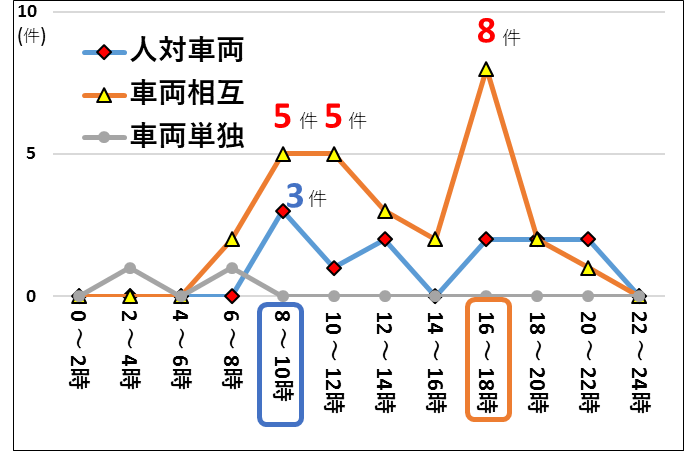 10
(件)
人対車両
車両相互
車両単独
8 件
5 件 5 件
5
3 件
0
0～2時
2～4時
4～6時
6～8時
8～10時
10～12時
12～14時
14～16時
16～18時
18～20時
20～22時
22～24時